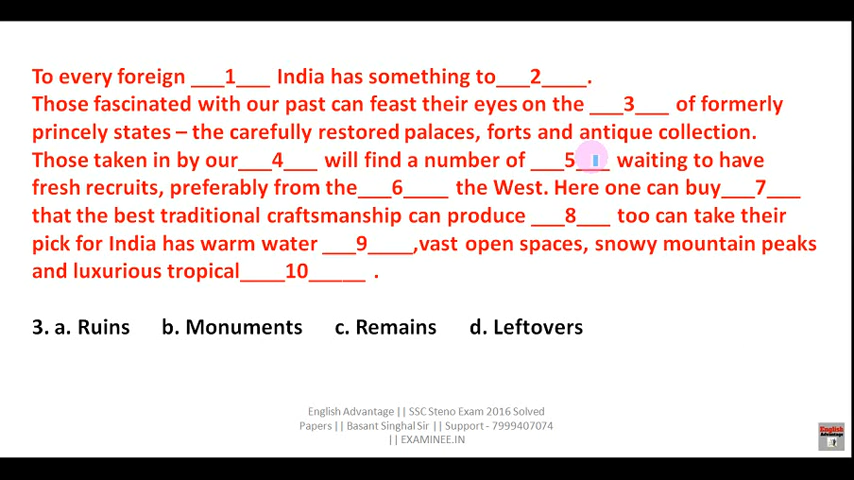 To every foreign ___1___ India has something to___2____.
Those fascinated with our past can feast their eyes on the ___3___ of formerly
princely states – the carefully restored palaces, forts and antique collection.
Those taken in by our___4___ will find a number of ___5___ waiting to have
fresh recruits, preferably from the___6____ the West. Here one can buy___7___
that the best traditional craftsmanship can produce ___8___ too can take their
pick for India has warm water ___9____,vast open spaces, snowy mountain peaks
and luxurious tropical____10_____ .
3. a. Ruins b. Monuments c. Remains d. Leftovers
English Advantage || SSC Steno Exam 2016 Solved
Papers || Basant Singhal Sir || Support - 7999407074
|| EXAMINEE.IN
English
Advantage